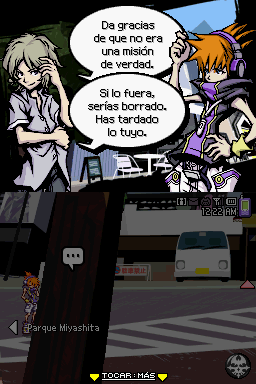 Da gracias
de que no era
una misión
de verdad.
Si lo fuera,
serías borrado.
Has tardado
lo tuyo.
12:22 AM
Parque Miyashita
TOCAR:MÁS